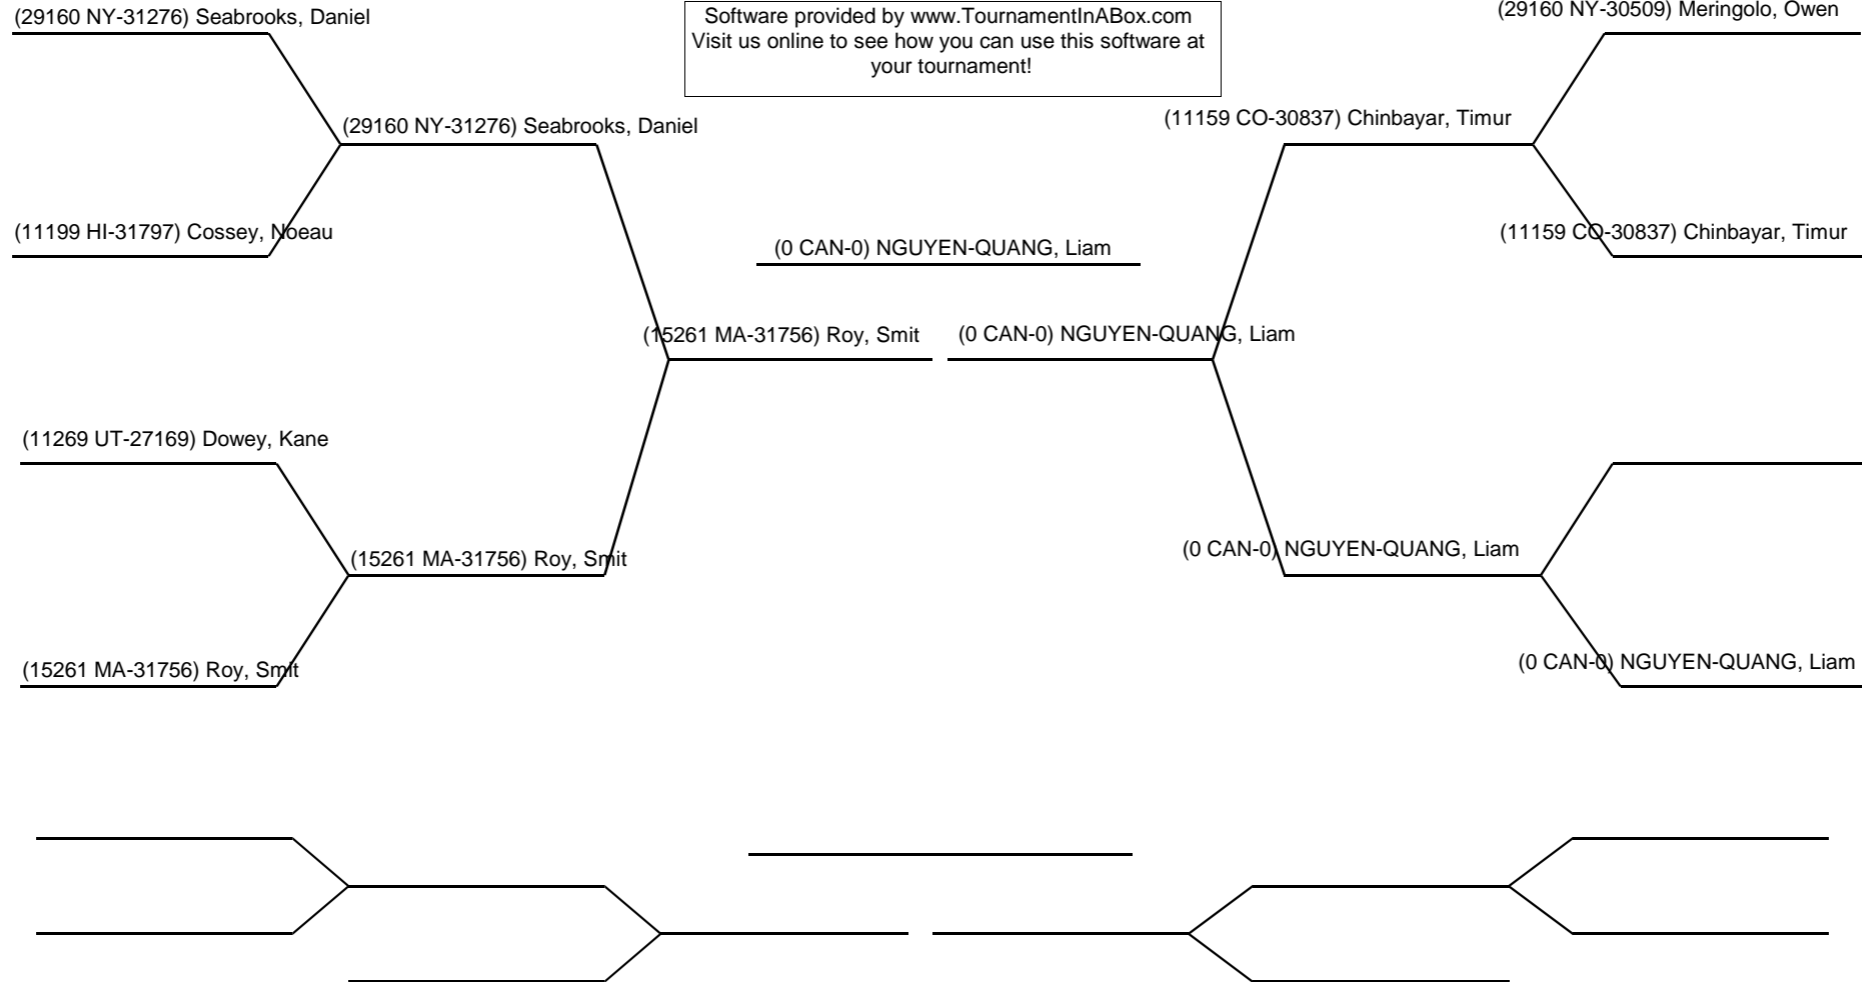 (29160 NY-31276) Seabrooks, Daniel
Software provided by www.TournamentInABox.com
Visit us online to see how you can use this software at
your tournament!
(29160 NY-30509) Meringolo, Owen
(29160 NY-31276) Seabrooks, Daniel
(11159 CO-30837) Chinbayar, Timur
(11199 HI-31797) Cossey, Noeau
(0 CAN-0) NGUYEN-QUANG, Liam
(11159 CO-30837) Chinbayar, Timur
(15261 MA-31756) Roy, Smit
(0 CAN-0) NGUYEN-QUANG, Liam
(11269 UT-27169) Dowey, Kane
(15261 MA-31756) Roy, Smit
(0 CAN-0) NGUYEN-QUANG, Liam
(15261 MA-31756) Roy, Smit
(0 CAN-0) NGUYEN-QUANG, Liam